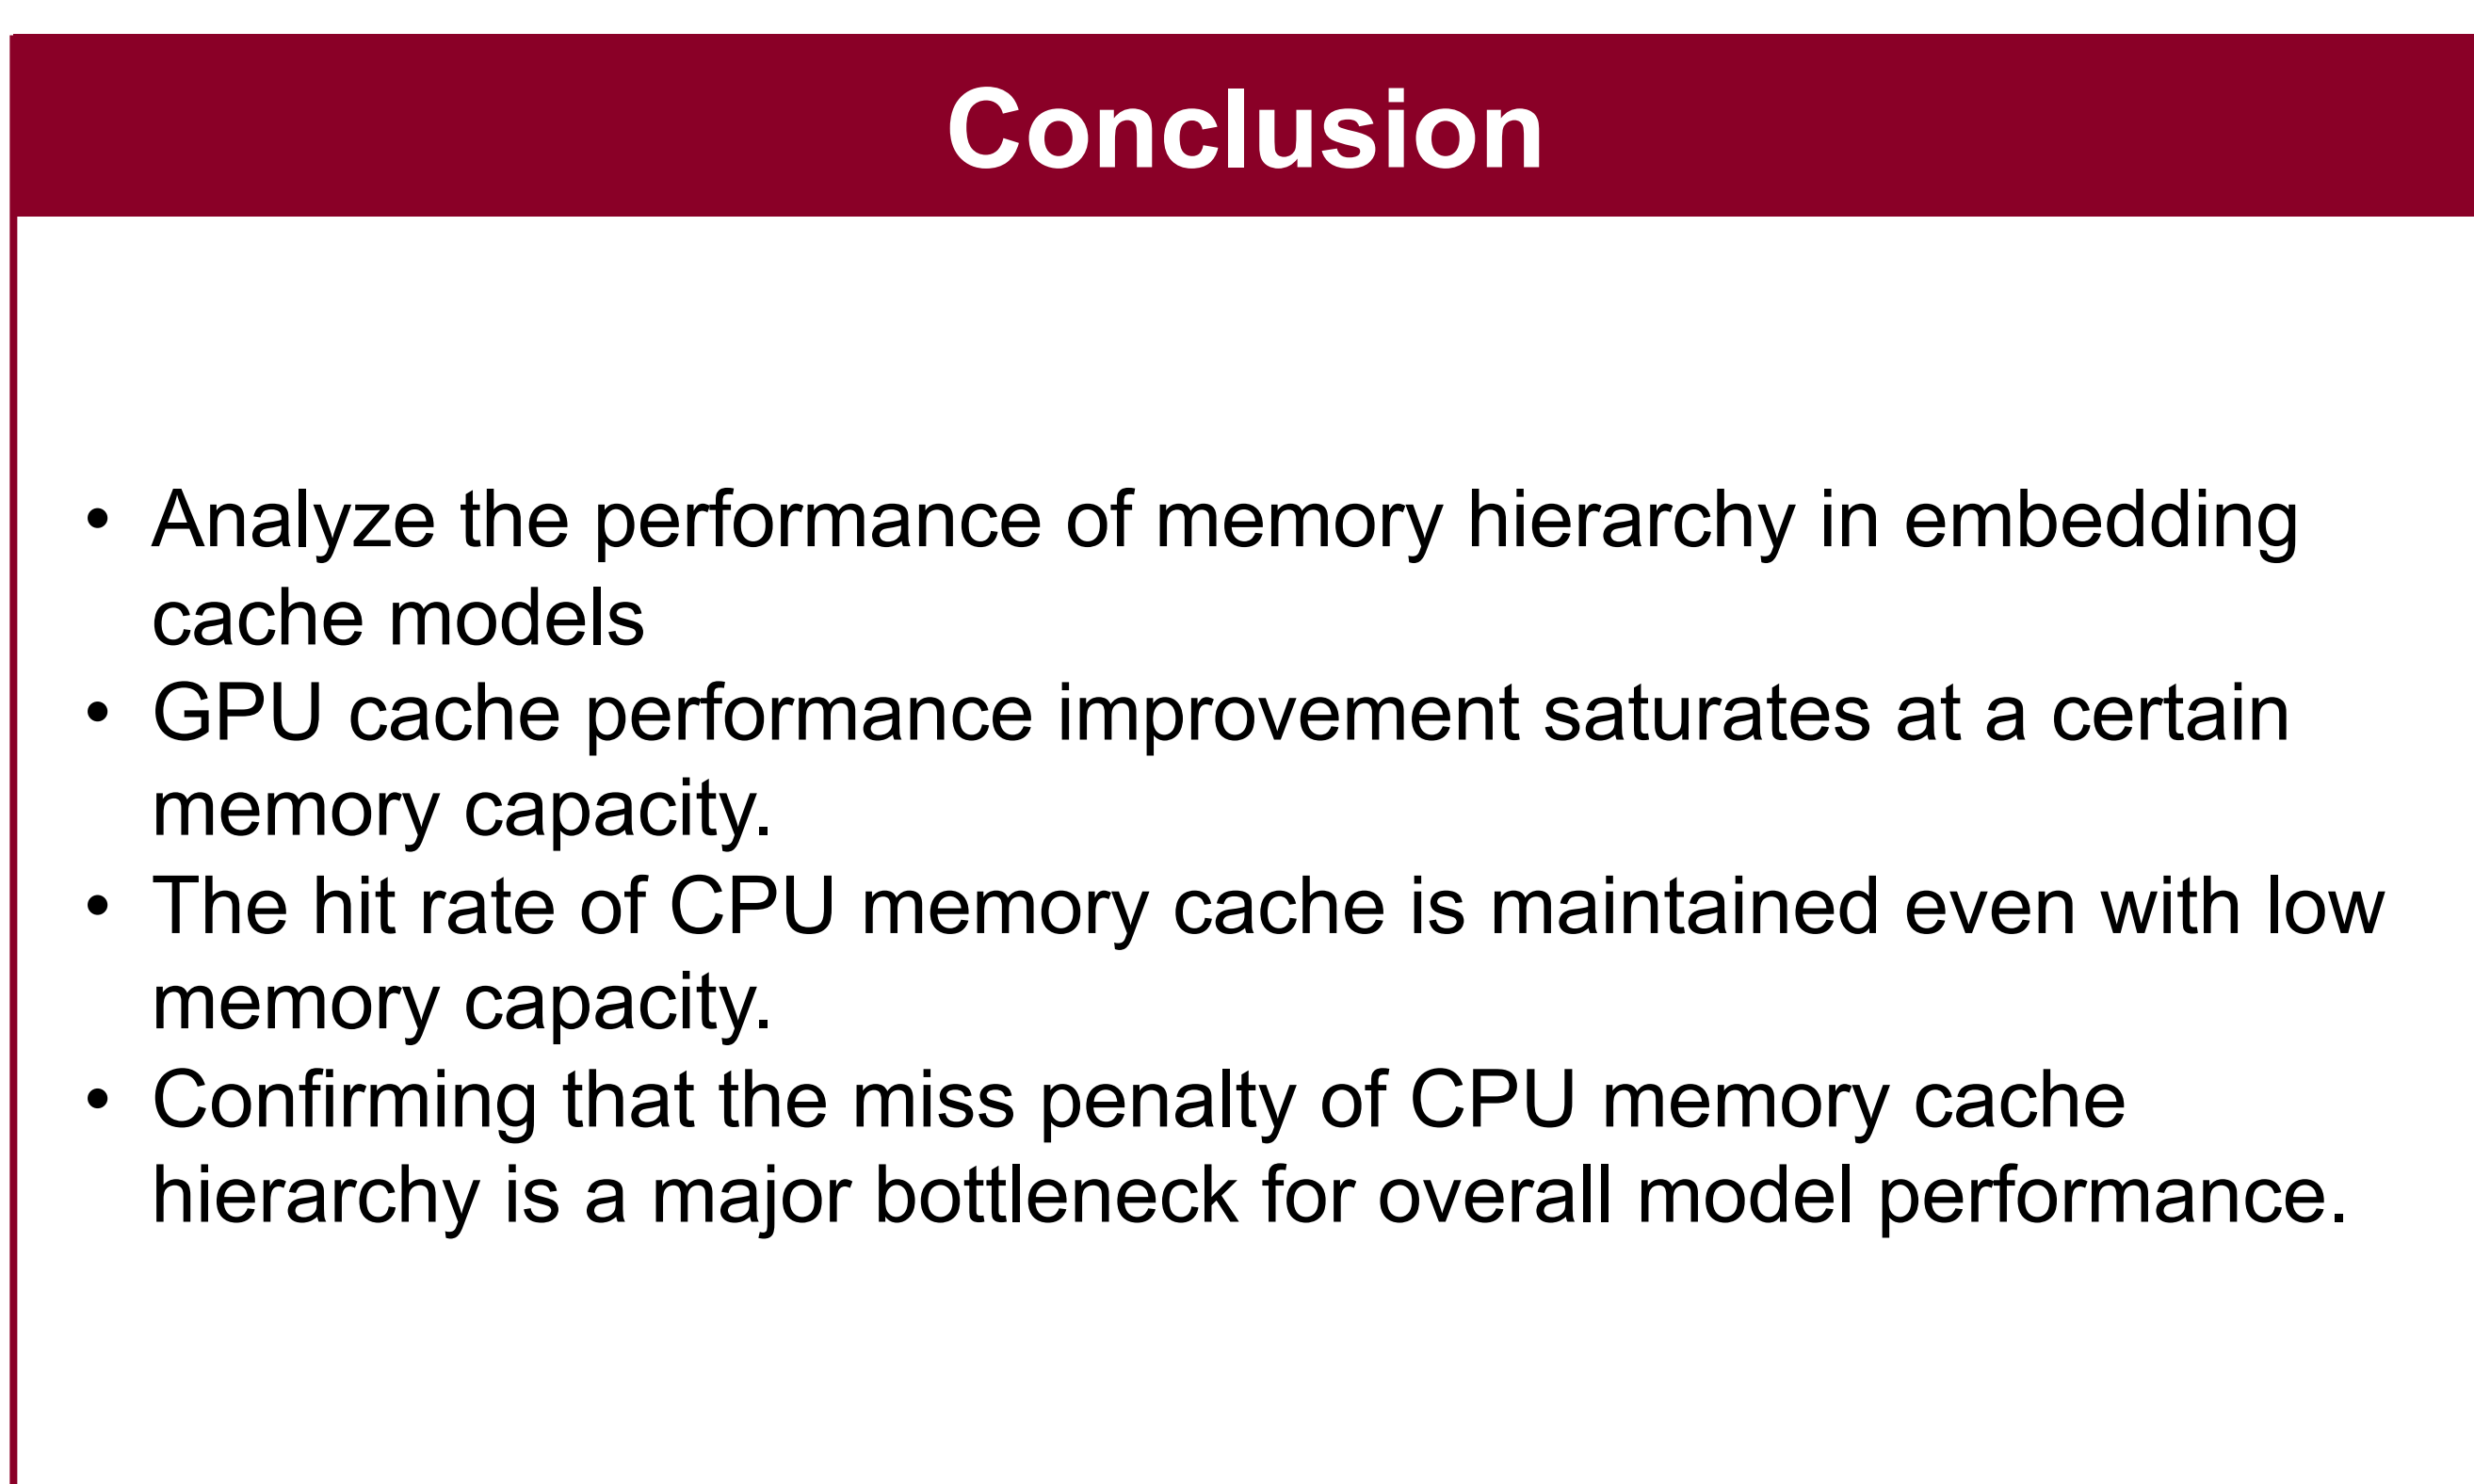 Conclusion
• Analyze the performance of memory hierarchy in embedding
cache models
• GPU cache performance improvement saturates at a certain
memory capacity.
• The hit rate of CPU memory cache is maintained even with low
memory capacity.
• Confirming that the miss penalty of CPU memory cache
hierarchy is a major bottleneck for overall model performance.